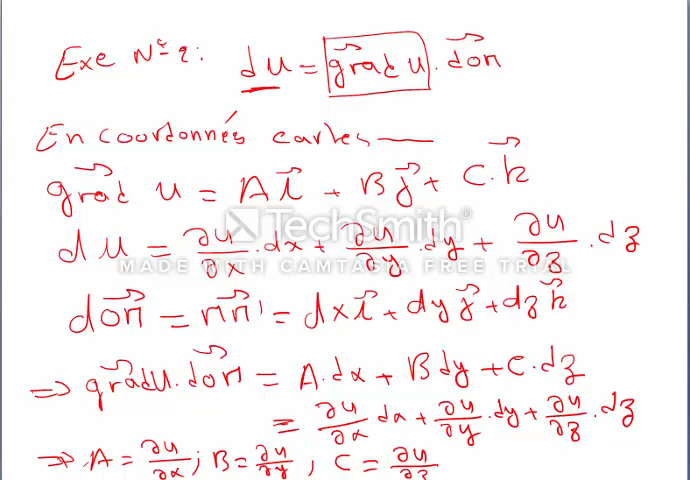 Exe N° 2: du = grad u . dOM
En coordonnés cartes
grad u = A i + B j + C . k
TechSmith®
du = ∂u/∂x . dx + ∂u/∂y . dy + ∂u/∂z . dz
MADE WITH CAMTASIA FREE TRIAL
dOM = MM' = dx i + dy j + dz k
=> grad u . dOM = A . dx + B dy + C . dz
= ∂u/∂x dx + ∂u/∂y . dy + ∂u/∂z . dz
=> A = ∂u/∂x ; B = ∂u/∂y , C = ∂u/∂z